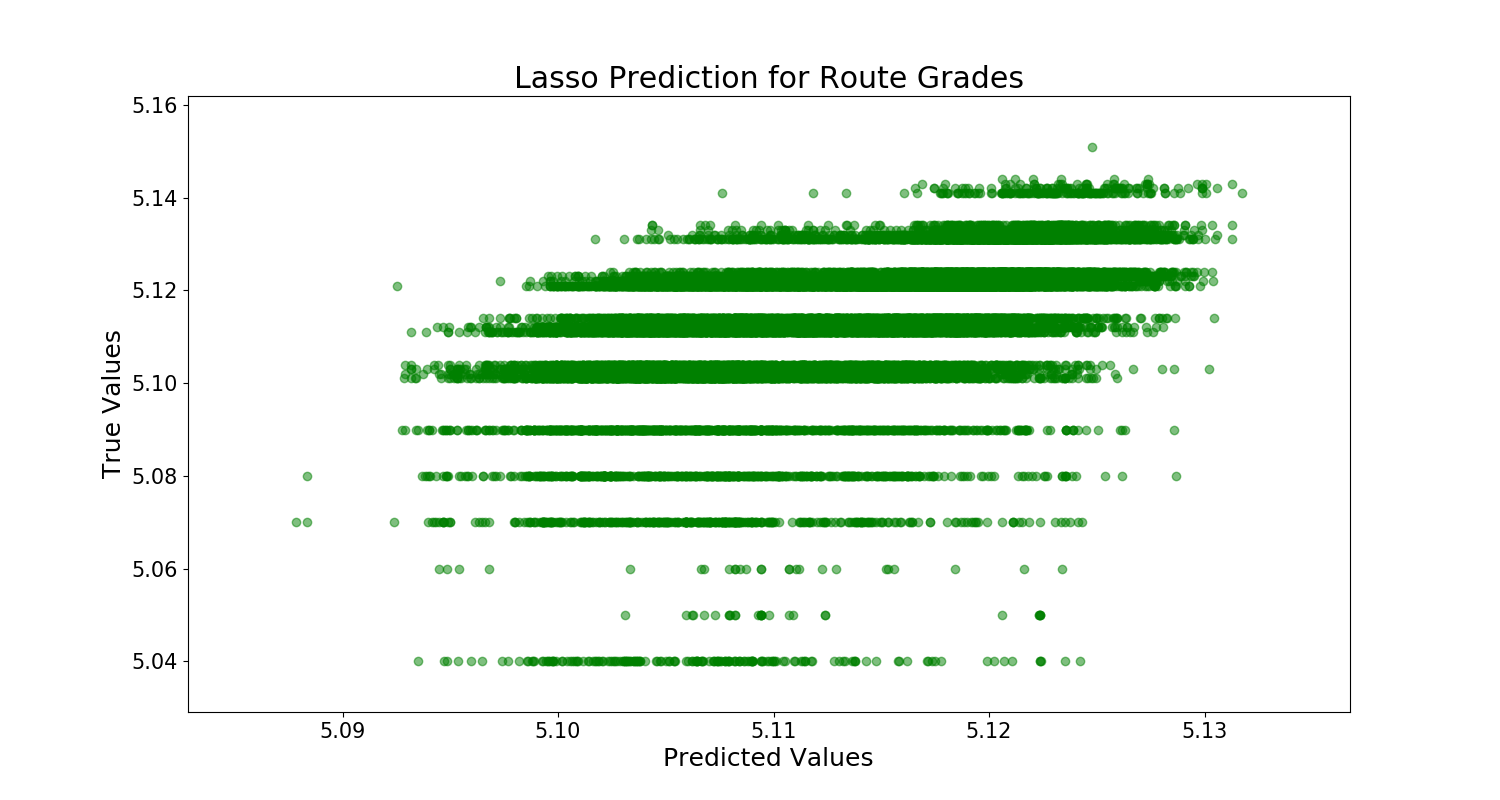 Lasso Prediction for Route Grades
5.16
5.14
5.12
5.10
5.08
5.06
5.04
True Values
5.09 5.10 5.11 5.12 5.13
Predicted Values